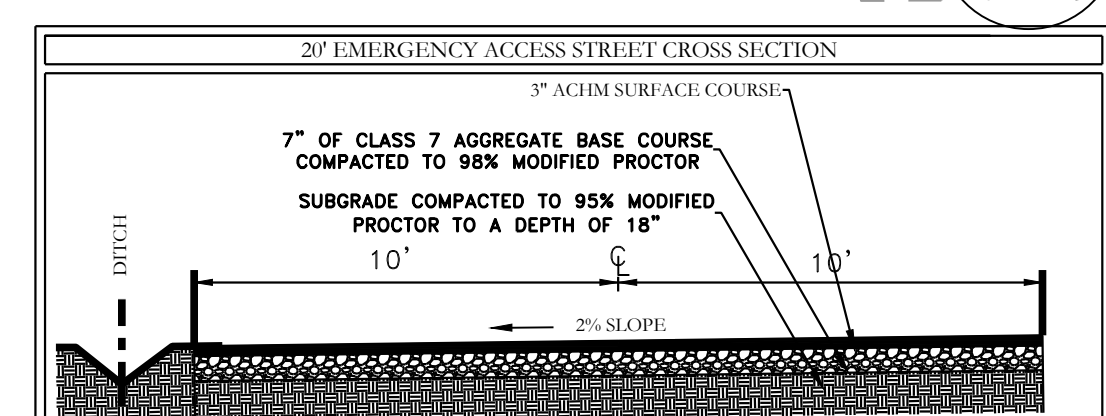 20' EMERGENCY ACCESS STREET CROSS SECTION
3" ACHM SURFACE COURSE
7" OF CLASS 7 AGGREGATE BASE COURSE
COMPACTED TO 98% MODIFIED PROCTOR
SUBGRADE COMPACTED TO 95% MODIFIED
PROCTOR TO A DEPTH OF 18"
DITCH
10' ℄ 10'
2% SLOPE